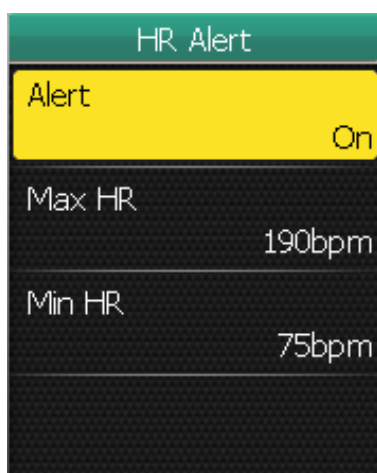 HR Alert
Alert
On
Max HR
190bpm
Min HR
75bpm